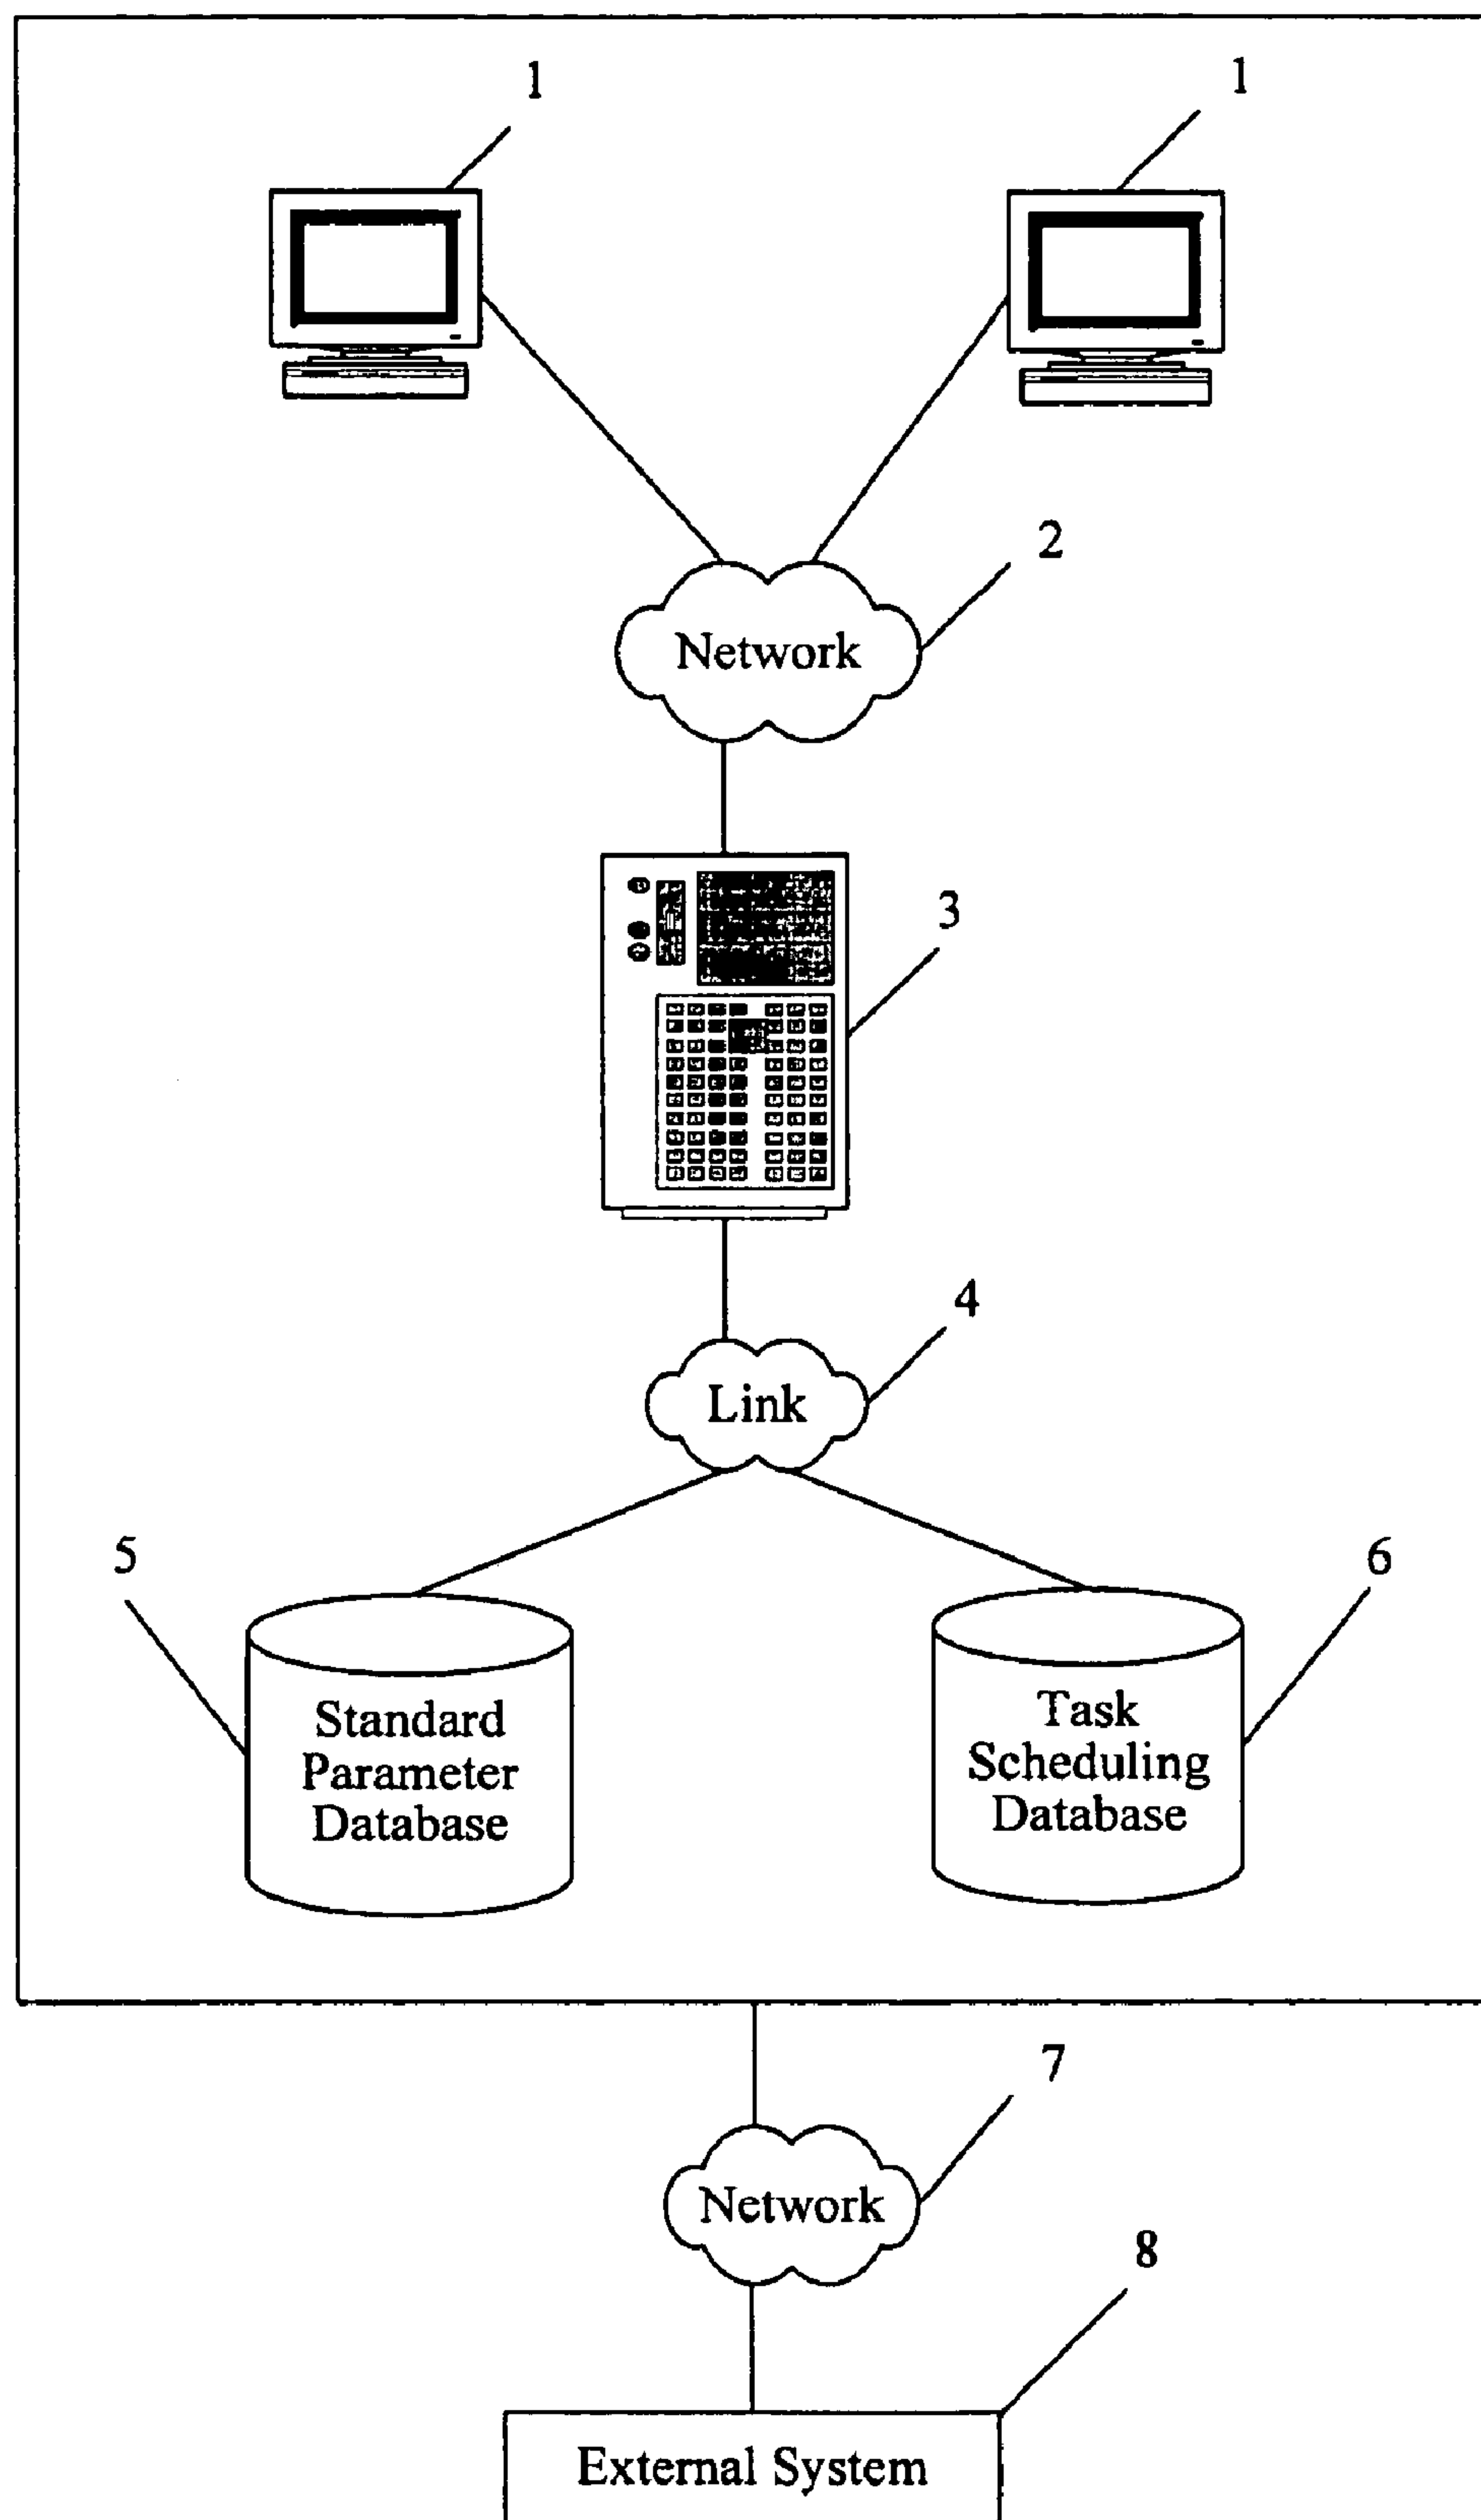 1
1
2
Network
3
4
Link
5
6
Standard
Parameter
Database
Task
Scheduling
Database
7
Network
8
External System